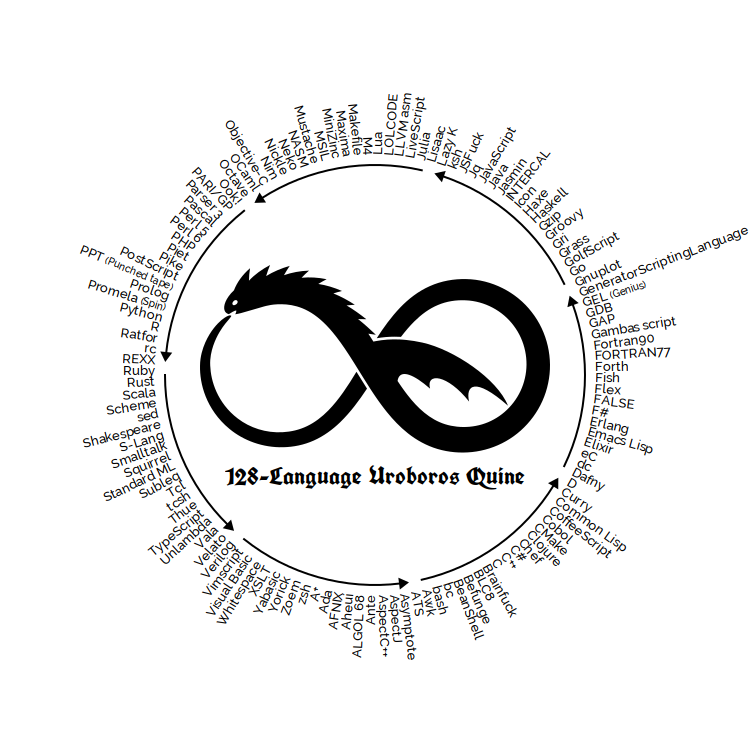 Ruby
Rust
Scala
Scheme
sed
Shakespeare
S-Lang
Smalltalk
Squirrel
Standard ML
Subleq
Tcl
tcsh
Thue
TypeScript
Unlambda
Vala
Velato
Verilog
Vimscript
Visual Basic
Whitespace
XSLT
Yabasic
Yorick
Zoem
zsh
A+
Ada
AFNIX
Aheui
ALGOL 68
Ante
AspectC++
AspectJ
Asymptote
ATS
Awk
bash
bc
BeanShell
Befunge
BLC8
Brainfuck
C
C++
C#
Chef
Clojure
CMake
Cobol
CoffeeScript
Common Lisp
Curry
D
Dafny
dc
eC
Elixir
Emacs Lisp
Erlang
F#
FALSE
Flex
Fish
Forth
FORTRAN77
Fortran90
Gambas script
GAP
GDB
GEL (Genius)
GeneratorScriptingLanguage
Gnuplot
Go
GolfScript
Grass
Gri
Groovy
Gzip
Haskell
Haxe
Icon
INTERCAL
Jasmin
Java
JavaScript
Jq
JSFuck
ksh
Lazy K
Lisaac
Julia
LiveScript
LLVM asm
LOLCODE
Lua
M4
Makefile
Maxima
MiniZinc
MSIL
Mustache
NASM
Neko
Nickle
Nim
Objective-C
OCaml
Octave
Ook!
PARI/GP
Parser 3
Pascal
Perl 5
Perl 6
PHP
Piet
Pike
PostScript
PPT (Punched tape)
Prolog
Promela (Spin)
Python
R
Ratfor
rc
REXX
128-Language Uroboros Quine